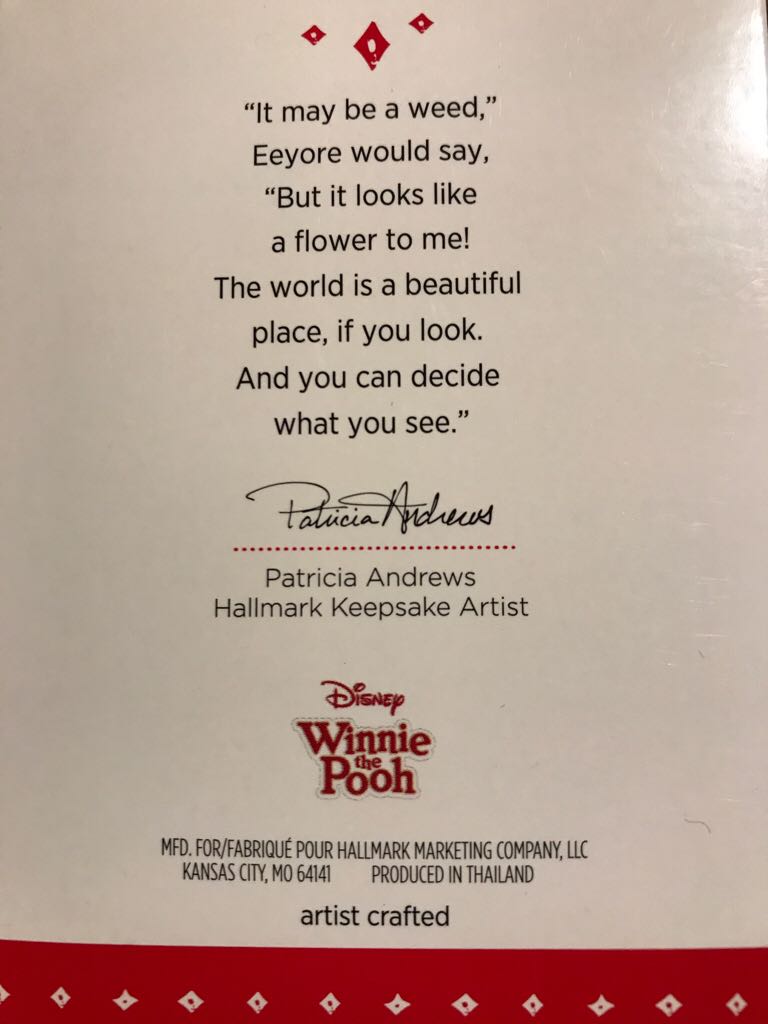 “It may be a weed,”
Eeyore would say,
“But it looks like
a flower to me!
The world is a beautiful
place, if you look.
And you can decide
what you see.”
Patricia Andrews
Patricia Andrews
Hallmark Keepsake Artist
Disney
Winnie
the
Pooh
MFD. FOR/FABRIQUÉ POUR HALLMARK MARKETING COMPANY, LLC
KANSAS CITY, MO 64141 PRODUCED IN THAILAND
artist crafted